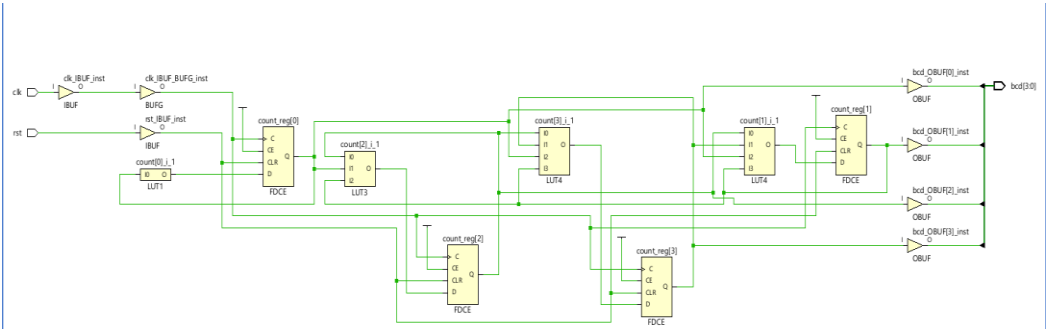 clk
clk_IBUF_inst
I
O
IBUF
clk_IBUF_BUFG_inst
I
O
BUFG
rst
rst_IBUF_inst
I
O
IBUF
count[0]_i_1
I0
O
LUT1
count_reg[0]
C
CE
CLR
D
Q
FDCE
count[2]_i_1
I0
I1
I2
O
LUT3
count_reg[2]
C
CE
CLR
D
Q
FDCE
count[3]_i_1
I0
I1
I2
I3
O
LUT4
count_reg[3]
C
CE
CLR
D
Q
FDCE
count[1]_i_1
I0
I1
I2
I3
O
LUT4
count_reg[1]
C
CE
CLR
D
Q
FDCE
bcd_OBUF[0]_inst
I
O
OBUF
bcd_OBUF[1]_inst
I
O
OBUF
bcd_OBUF[2]_inst
I
O
OBUF
bcd_OBUF[3]_inst
I
O
OBUF
bcd[3:0]